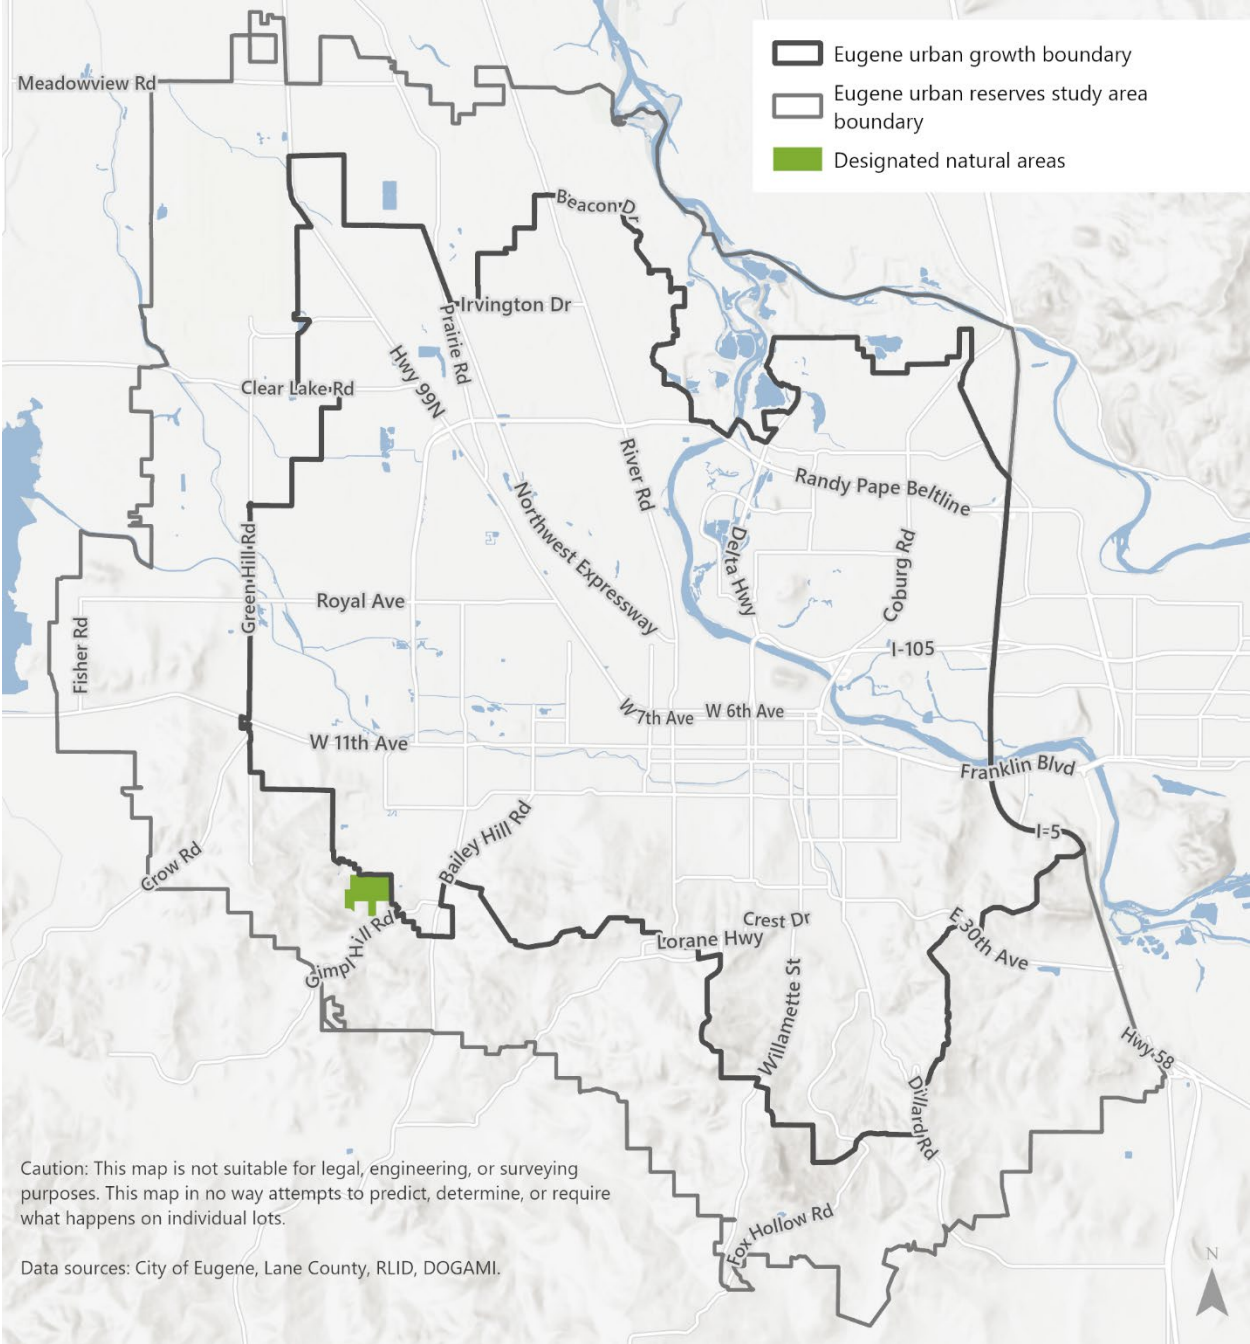 Eugene urban growth boundary
Eugene urban reserves study area
boundary
Designated natural areas
Meadowview Rd
Beacon Dr
Irvington Dr
Prairie Rd
Hwy 99N
Clear Lake Rd
River Rd
Randy Pape Beltline
Northwest Expressway
Delta Hwy
Coburg Rd
Green Hill Rd
Royal Ave
Fisher Rd
I-105
W 7th Ave
W 6th Ave
W 11th Ave
Franklin Blvd
I-5
Bailey Hill Rd
Crow Rd
Gimpl Hill Rd
Crest Dr
Lorane Hwy
E 30th Ave
Willamette St
Hwy 58
Dillard Rd
Fox Hollow Rd
Caution: This map is not suitable for legal, engineering, or surveying
purposes. This map in no way attempts to predict, determine, or require
what happens on individual lots.
Data sources: City of Eugene, Lane County, RLID, DOGAMI.
N